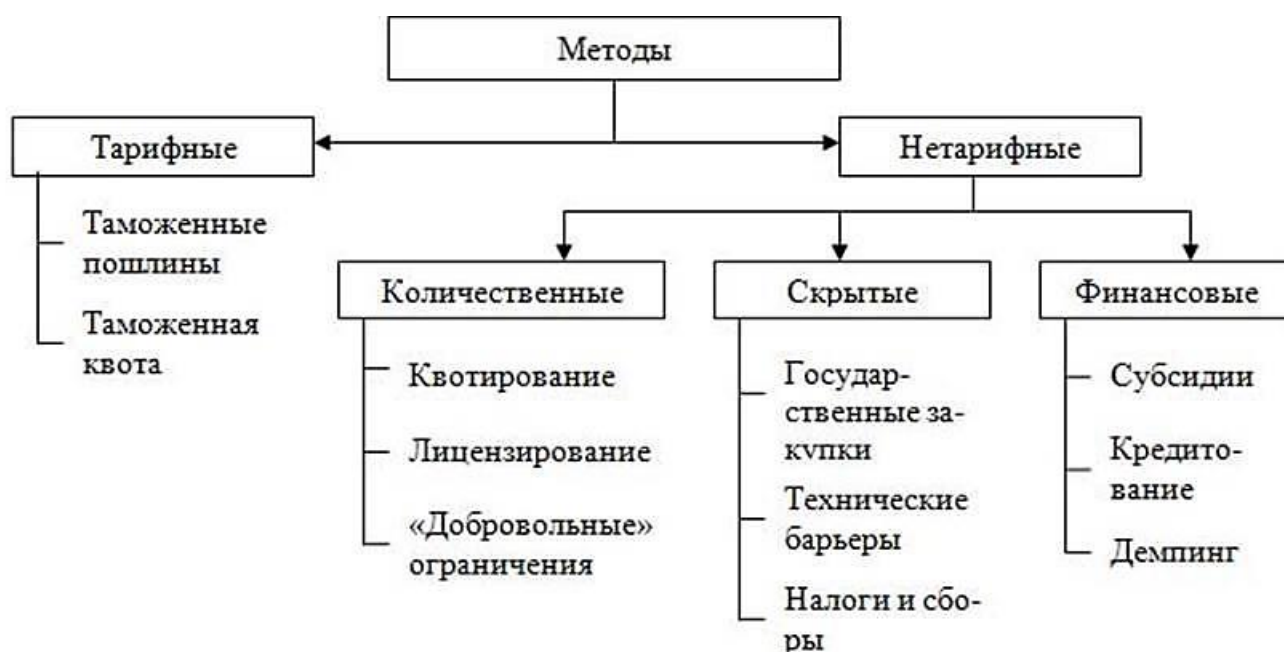 Методы
Тарифные
Нетарифные
Таможенные
пошлины
Таможенная
квота
Количественные
Квотирование
Лицензирование
«Добровольные»
ограничения
Скрытые
Государ-
ственные за-
купки
Технические
барьеры
Налоги и сбо-
ры
Финансовые
Субсидии
Кредито-
вание
Демпинг